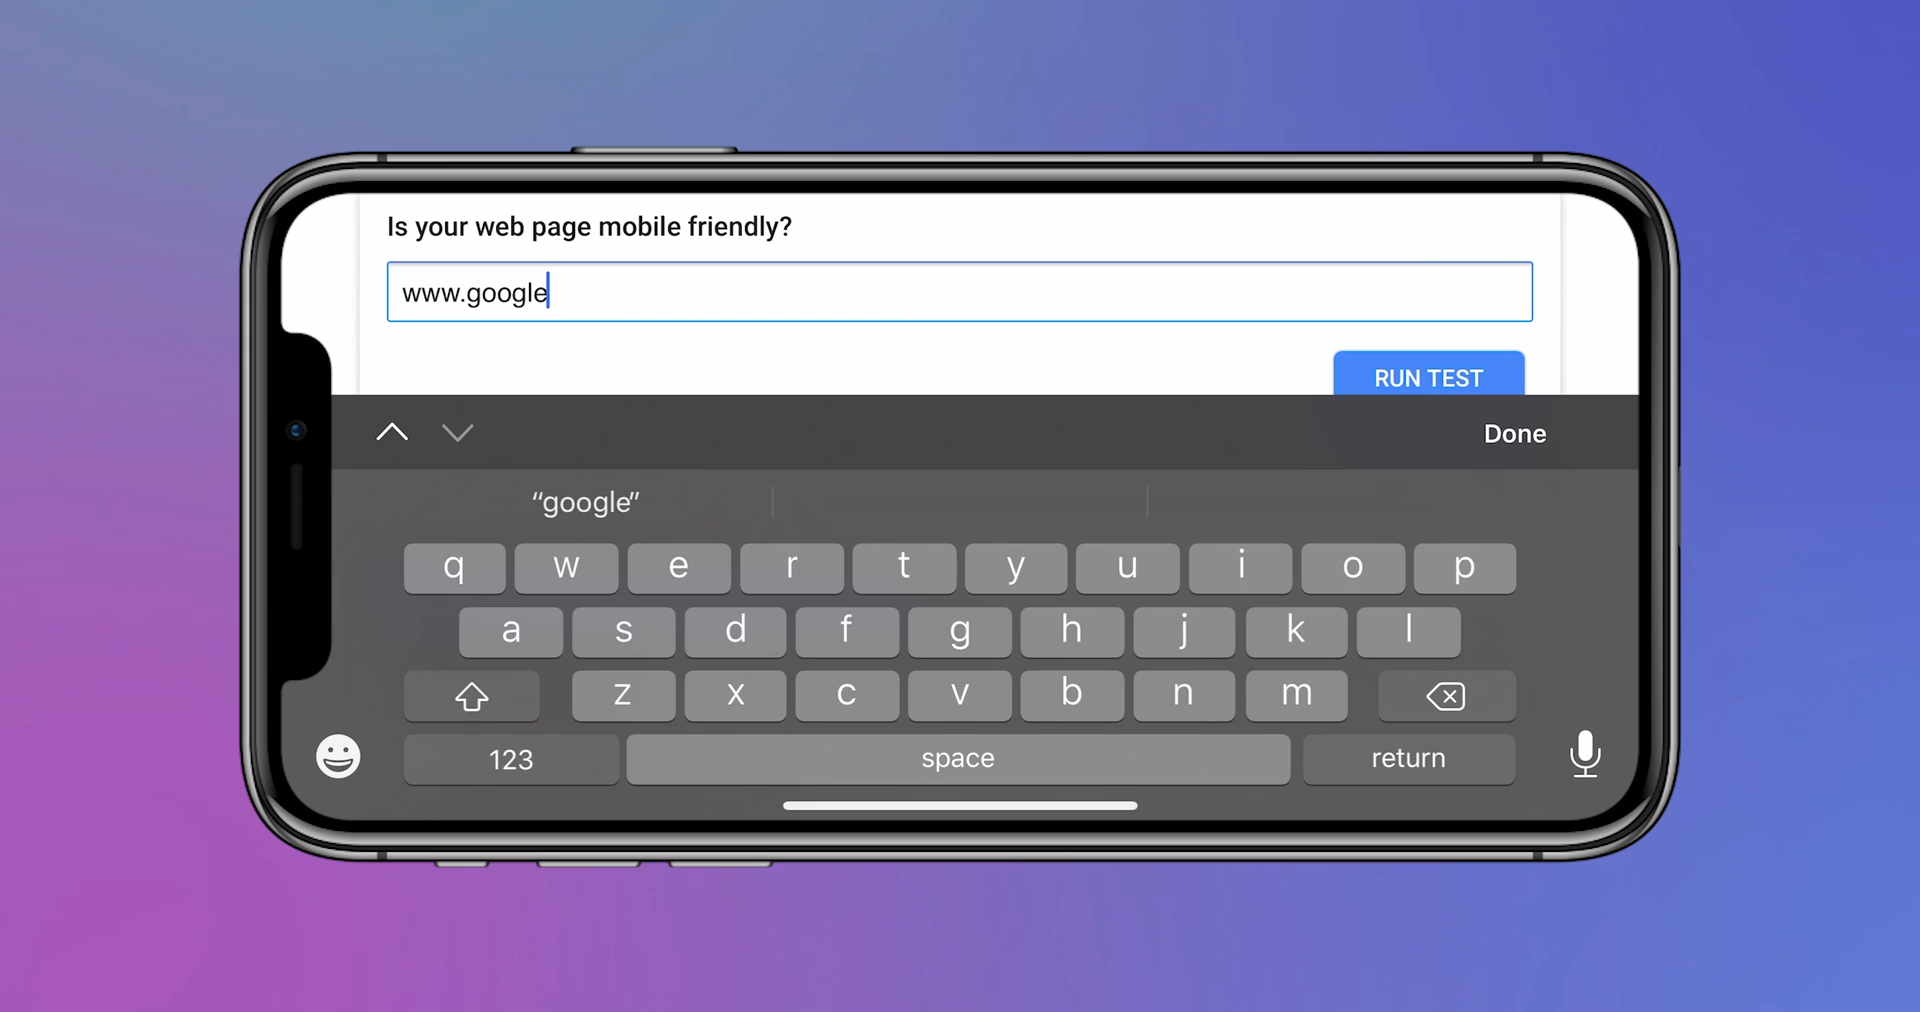 Is your web page mobile friendly?
www.google
RUN TEST
Done
“google”
q w e r t y u i o p
a s d f g h j k l
z x c v b n m
123 space return